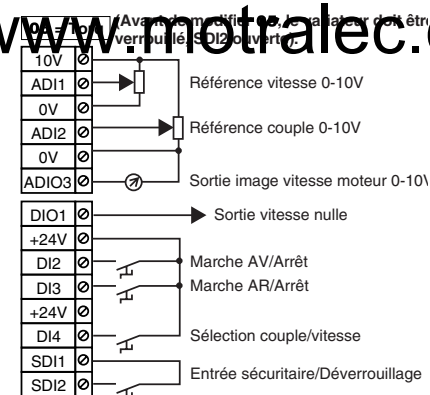 www.motralec.c
(Avant de modifier 05, le variateur doit être
verrouillé, SDI2 ouverte).
10V
ADI1 Référence vitesse 0-10V
0V
ADI2 Référence couple 0-10V
0V
ADIO3 Sortie image vitesse moteur 0-10V
DIO1 Sortie vitesse nulle
+24V
DI2 Marche AV/Arrêt
DI3 Marche AR/Arrêt
+24V
DI4 Sélection couple/vitesse
SDI1
Entrée sécuritaire/Déverrouillage
SDI2